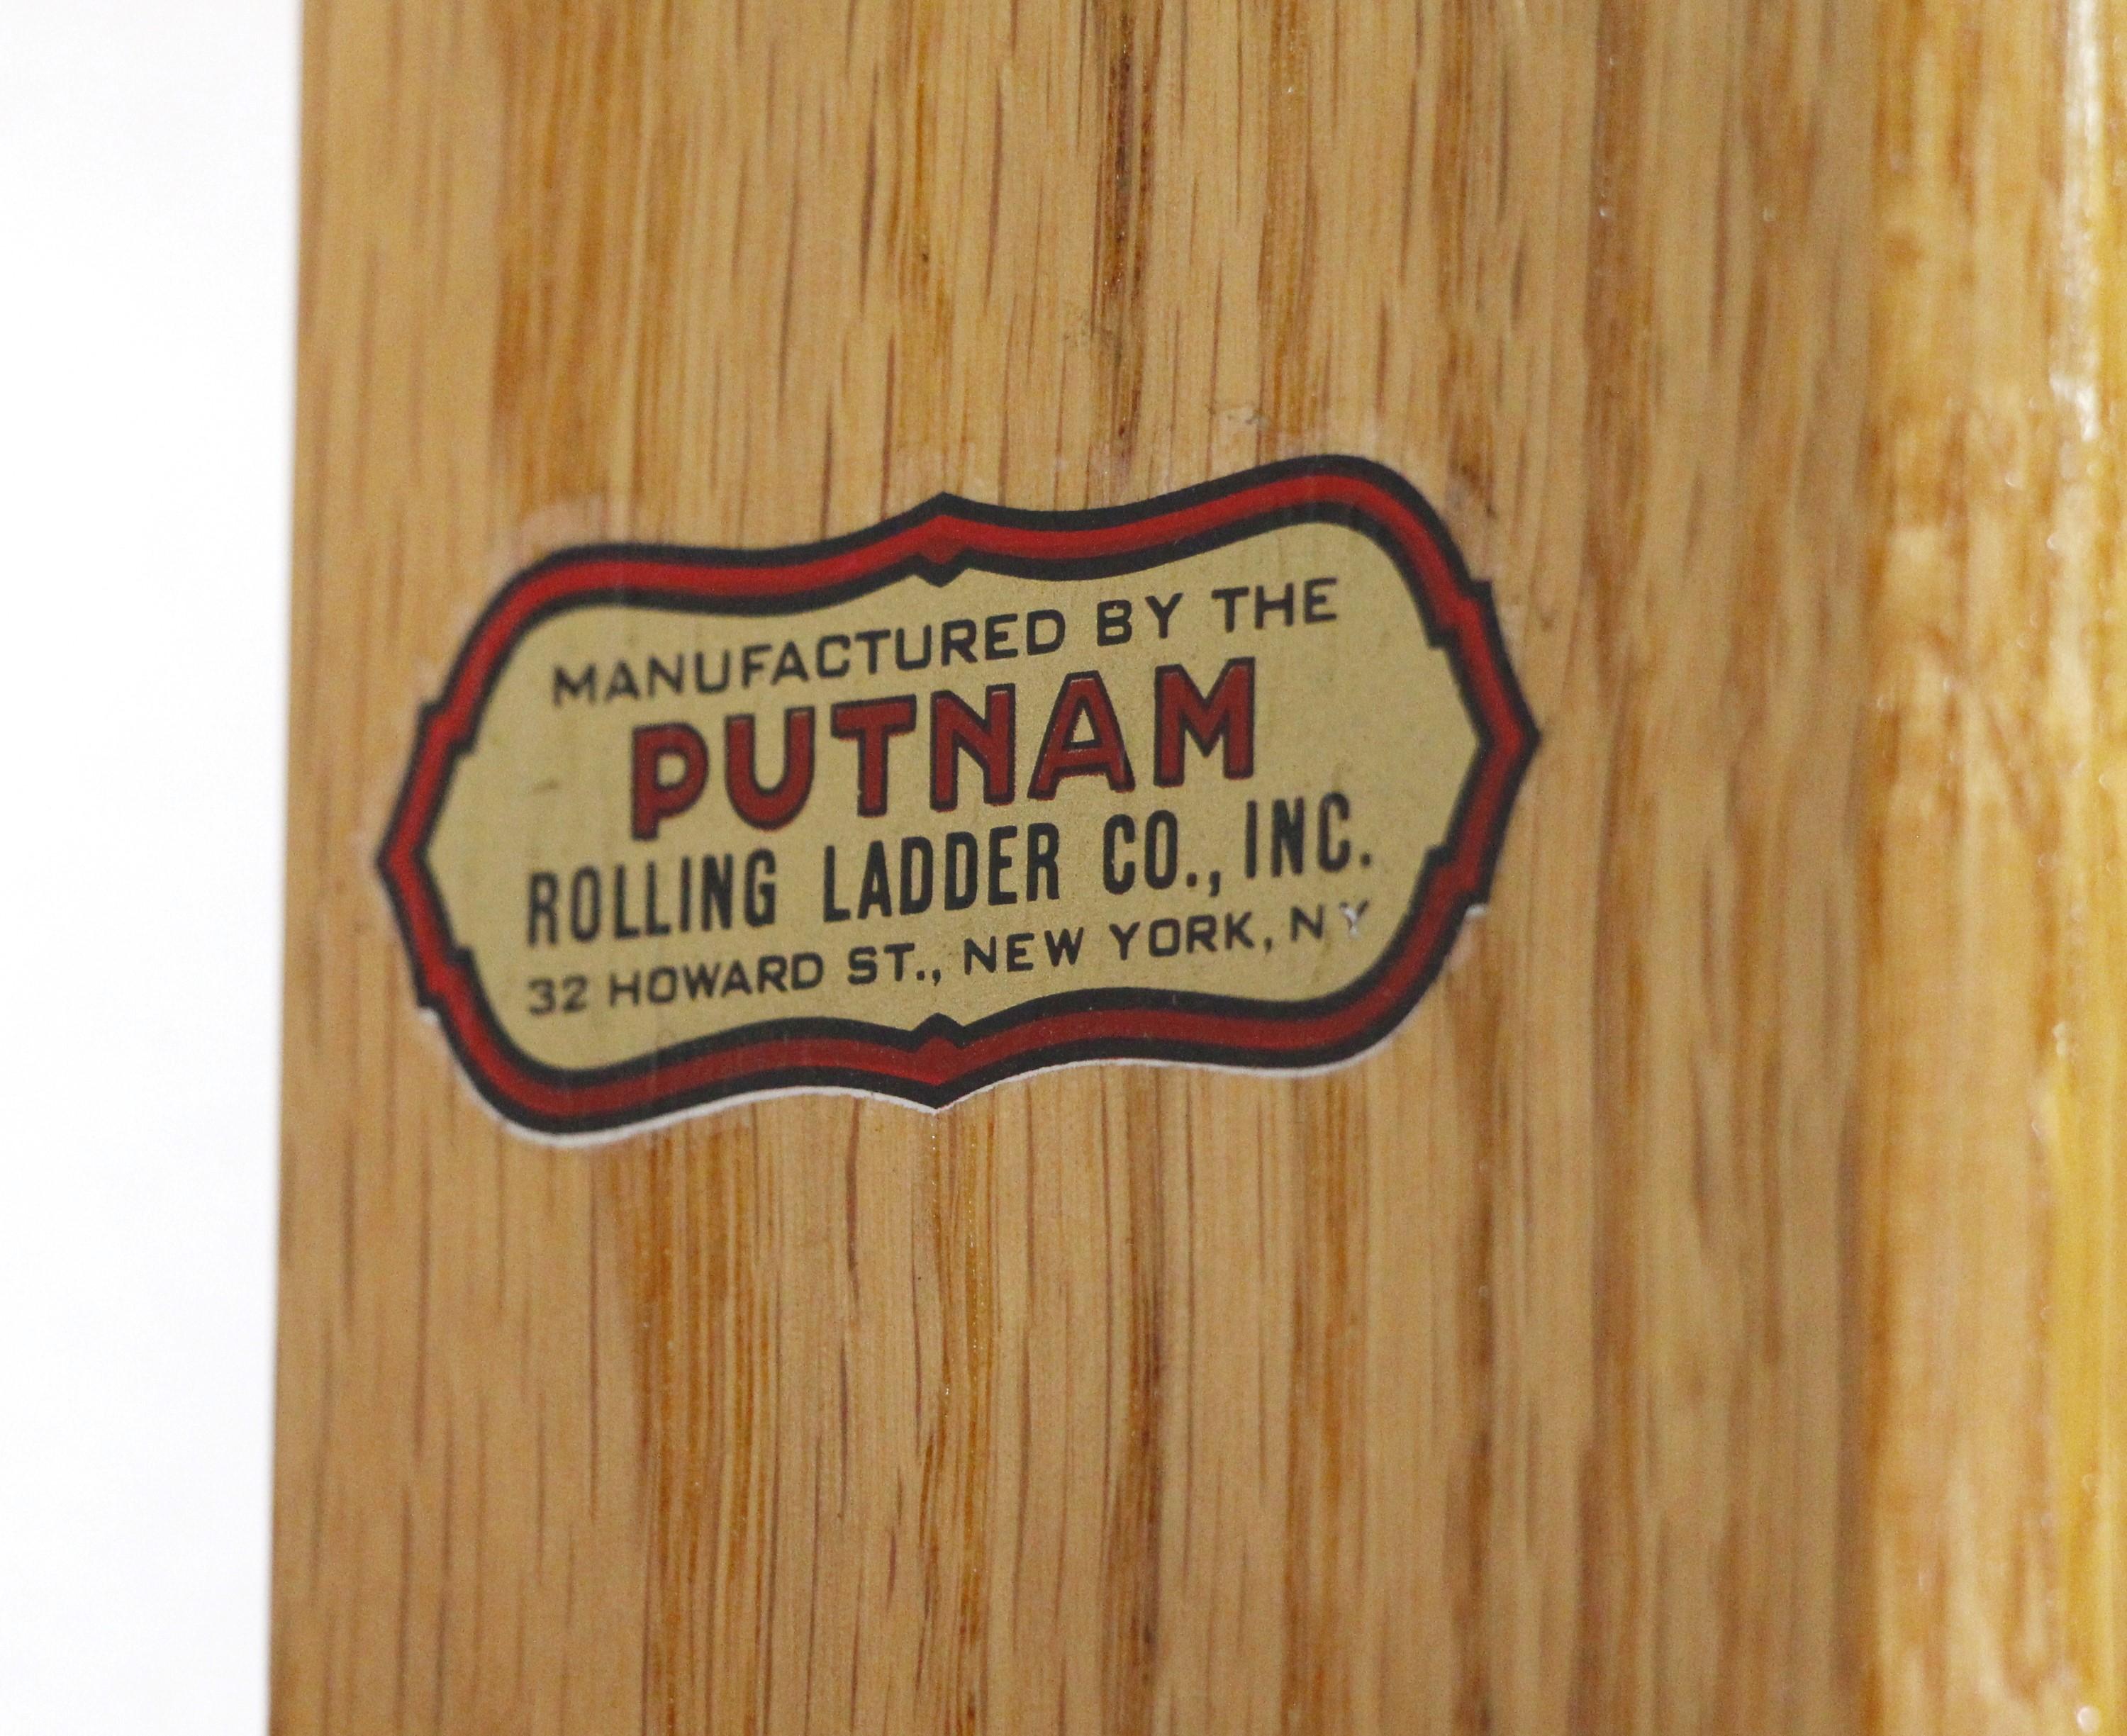 MANUFACTURED BY THE
PUTNAM
ROLLING LADDER CO., INC.
32 HOWARD ST., NEW YORK, NY